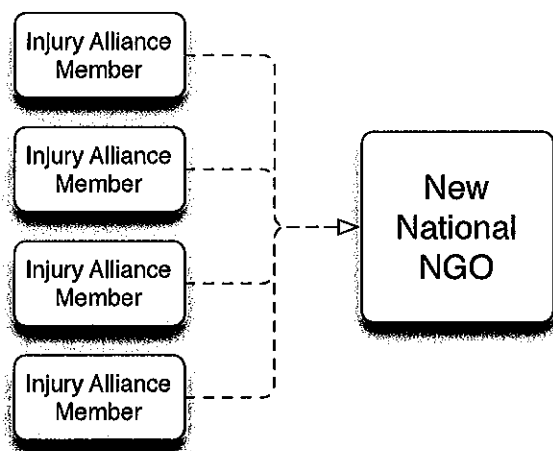 Injury Alliance
Member
Injury Alliance
Member
Injury Alliance
Member
Injury Alliance
Member
New
National
NGO